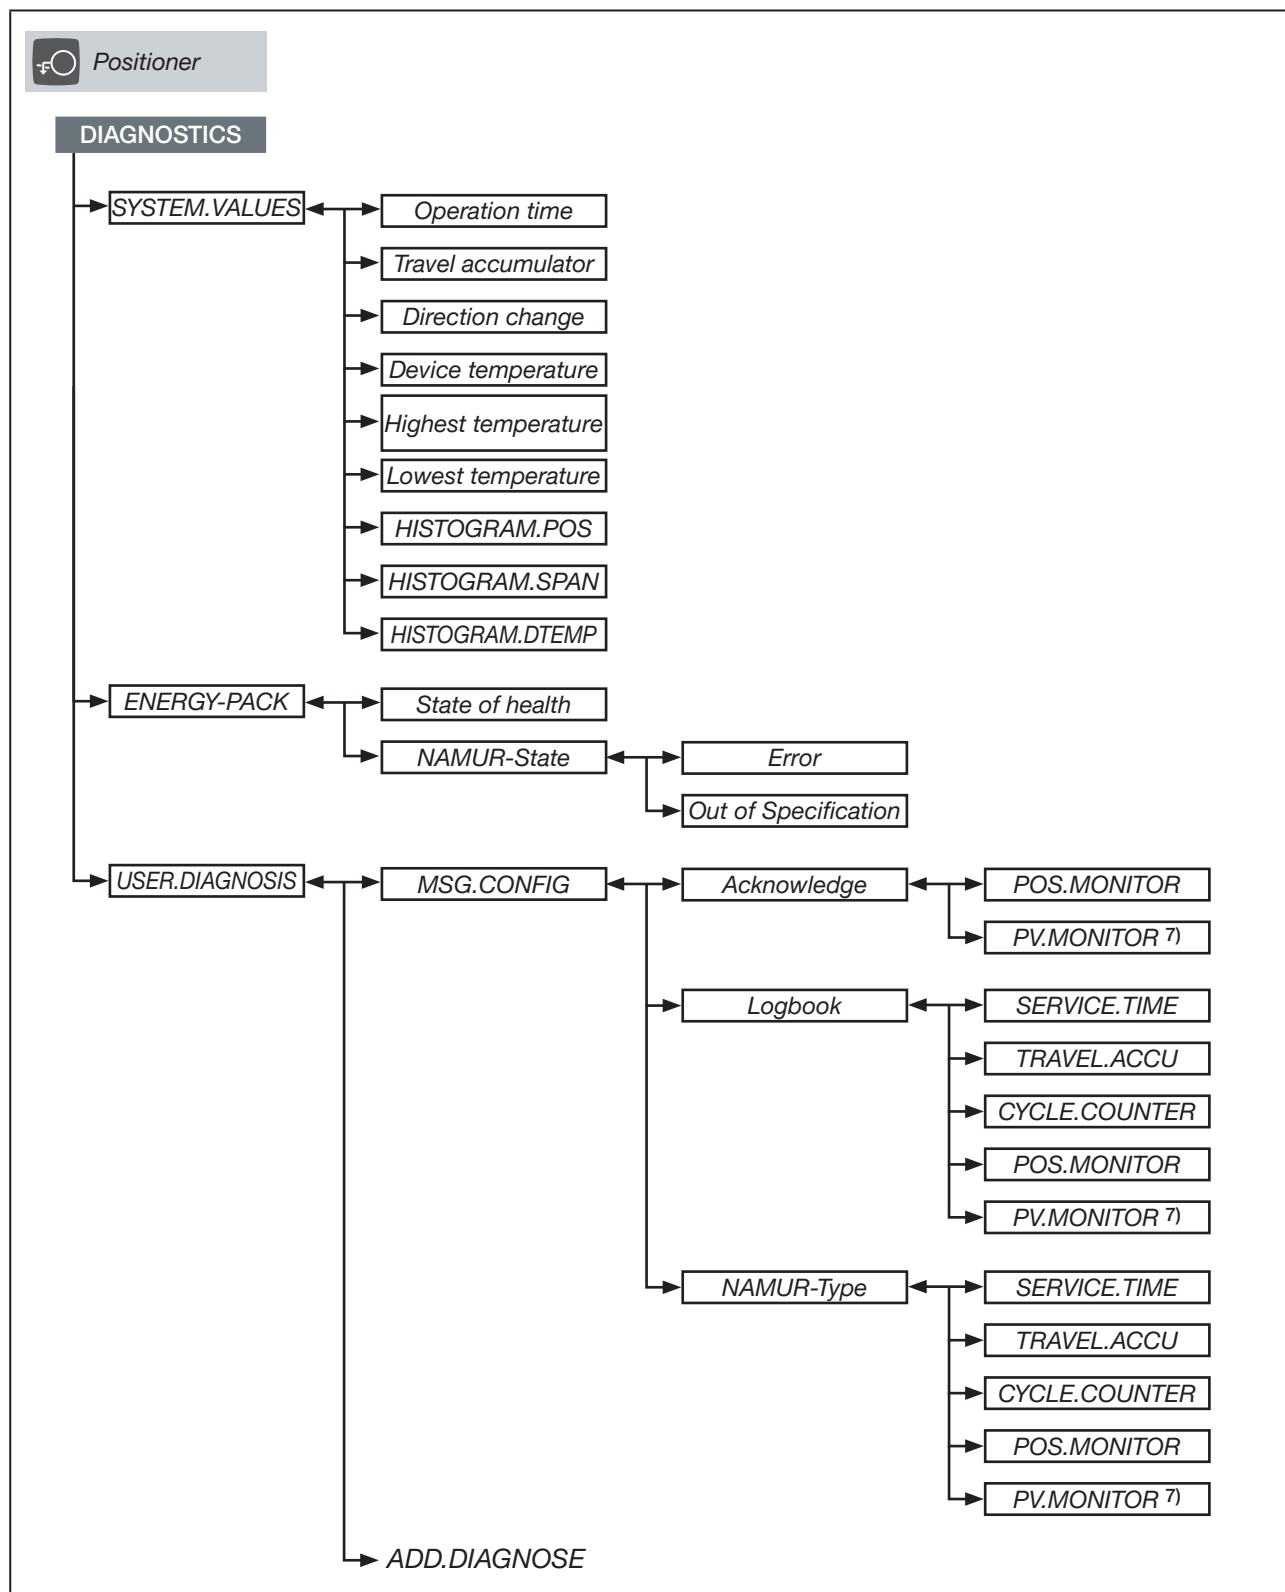 Positioner
DIAGNOSTICS
SYSTEM.VALUES
Operation time
Travel accumulator
Direction change
Device temperature
Highest temperature
Lowest temperature
HISTOGRAM.POS
HISTOGRAM.SPAN
HISTOGRAM.DTEMP
ENERGY-PACK
State of health
NAMUR-State
Error
Out of Specification
USER.DIAGNOSIS
MSG.CONFIG
Acknowledge
POS.MONITOR
PV.MONITOR 7)
Logbook
SERVICE.TIME
TRAVEL.ACCU
CYCLE.COUNTER
POS.MONITOR
PV.MONITOR 7)
NAMUR-Type
SERVICE.TIME
TRAVEL.ACCU
CYCLE.COUNTER
POS.MONITOR
PV.MONITOR 7)
ADD.DIAGNOSE